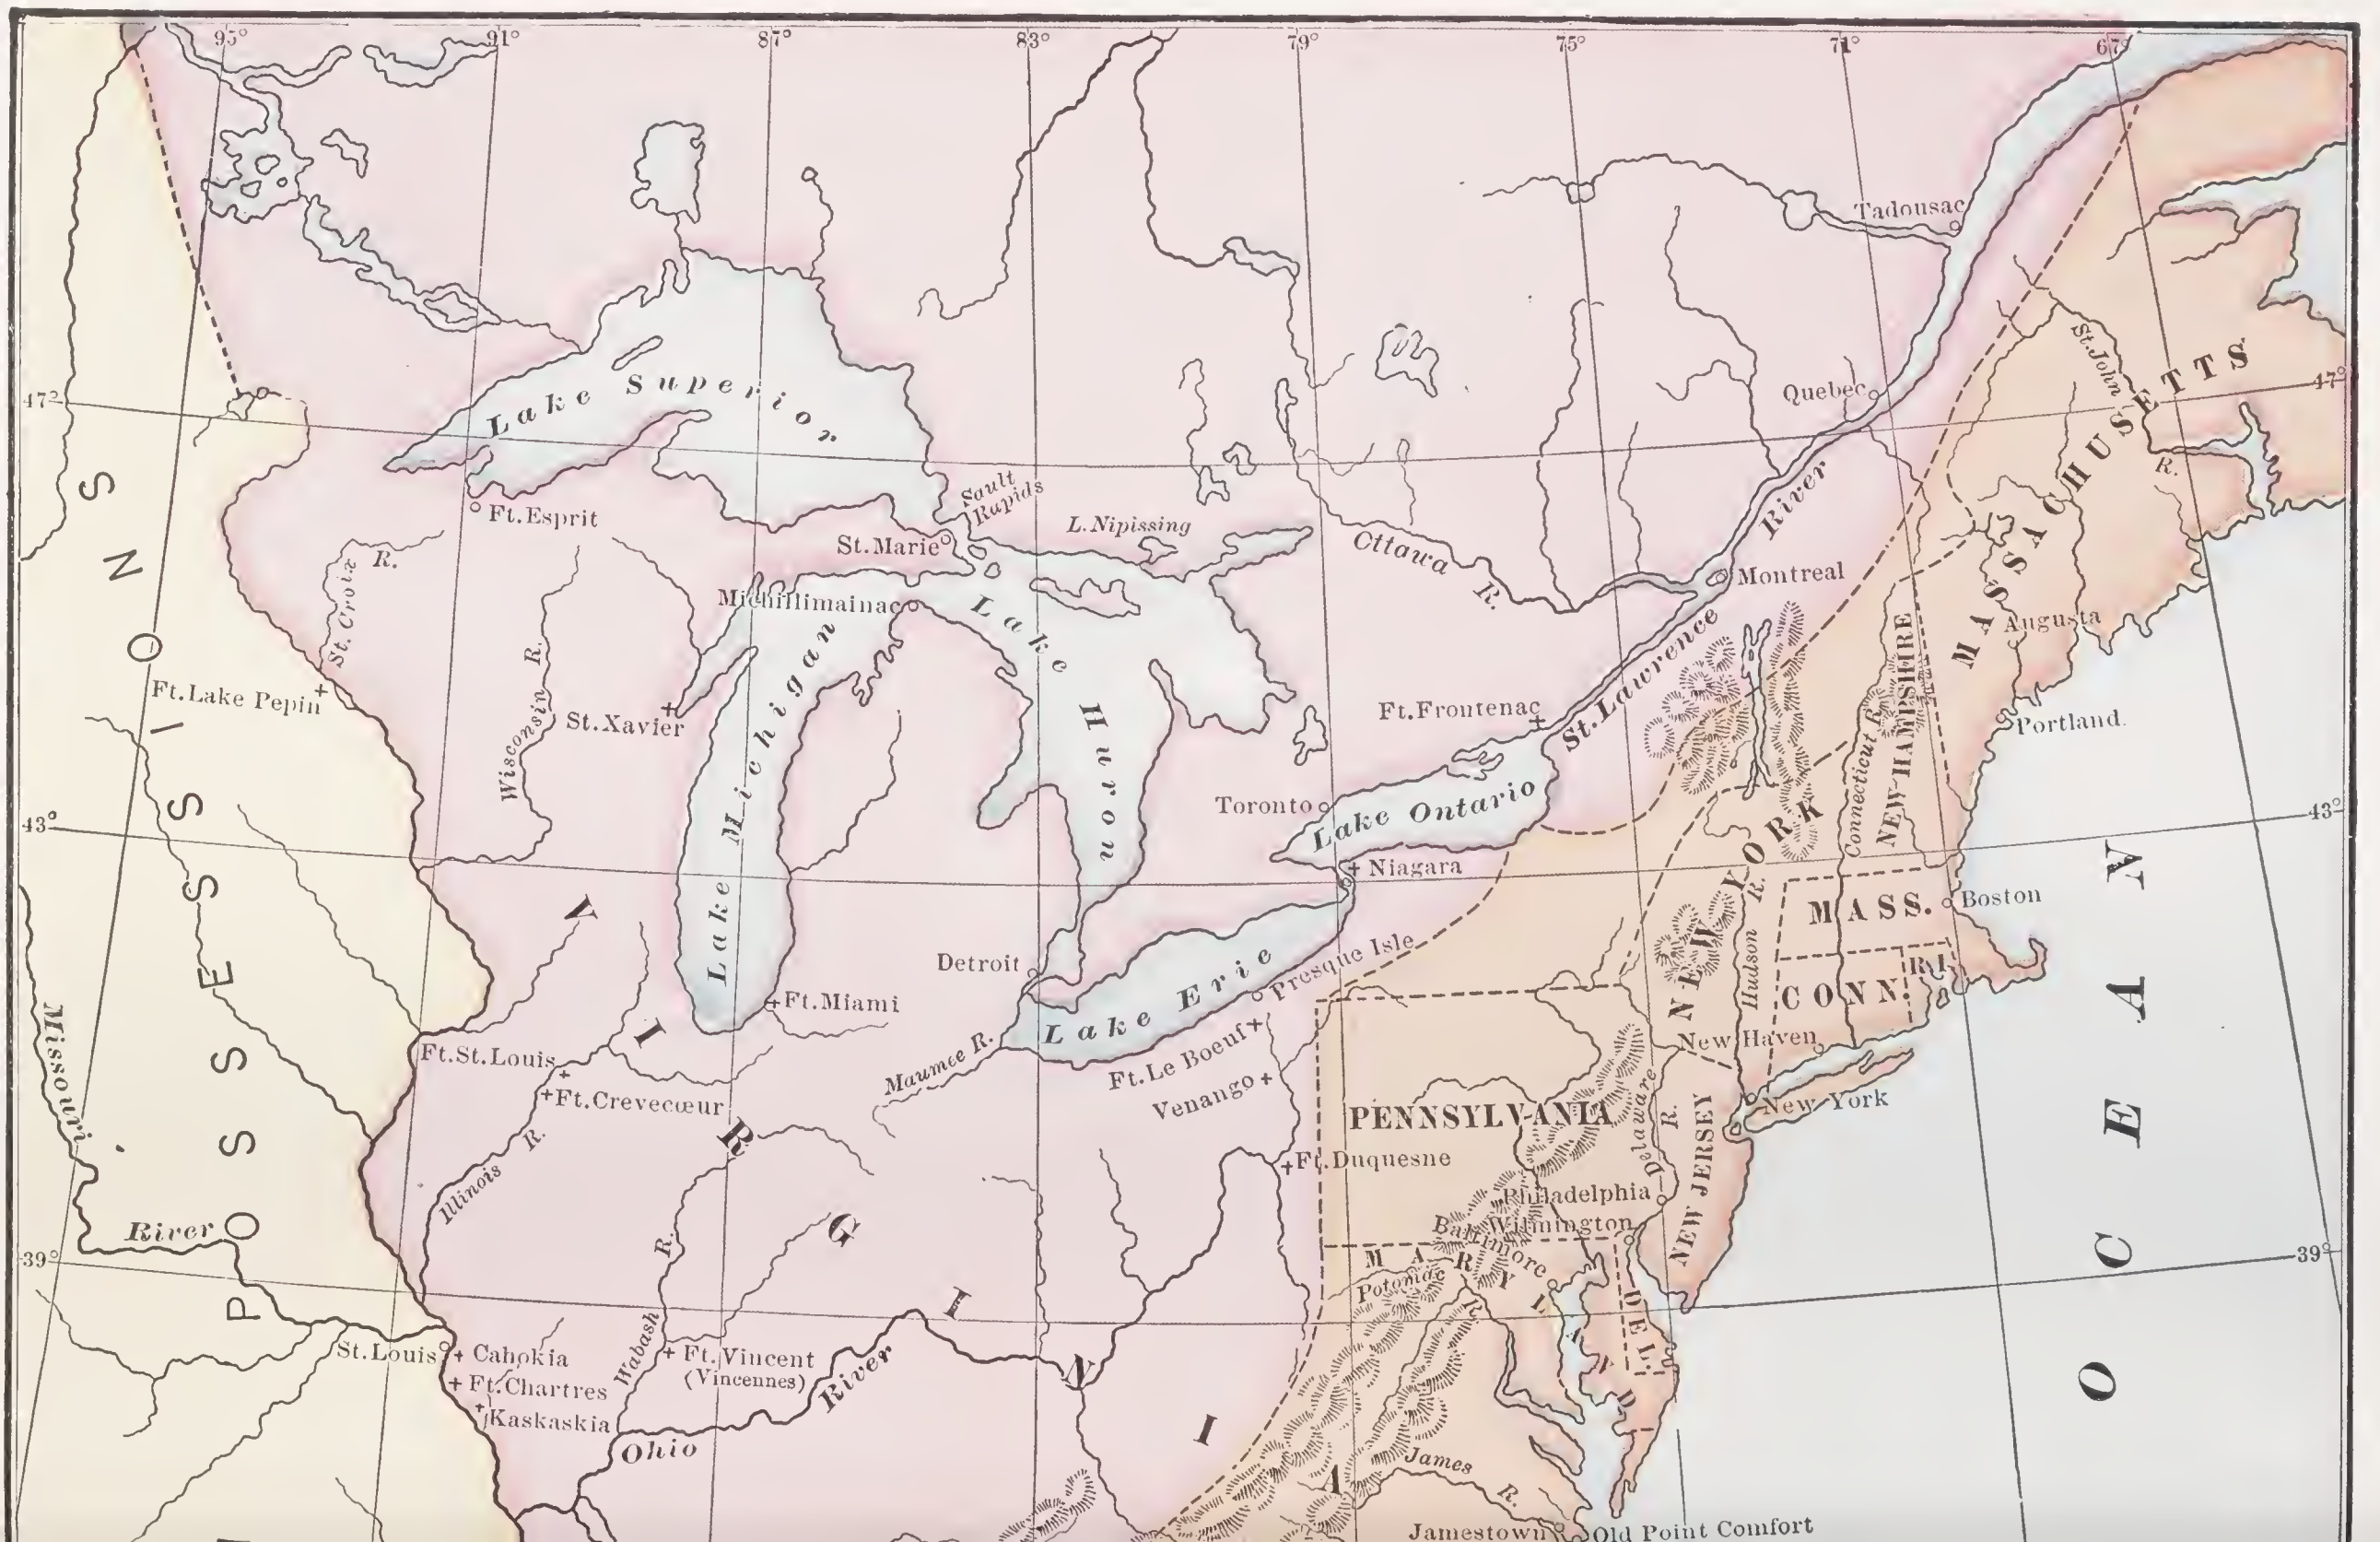 95°
91°
87°
83°
79°
75°
71°
67°
Tadousac
47°
Lake Superior
Quebec
St. John
R.
47°
MASSACHUSETTS
Ft. Esprit
Sault
Rapids
L. Nipissing
St. Marie
Ottawa R.
River
Montreal
St. Croix R.
Michillimainac
Lake Huron
Augusta
Ft. Lake Pepin
Wisconsin R.
St. Xavier
Lake Michigan
Ft. Frontenac
St. Lawrence
Connecticut R.
NEW HAMPSHIRE
Portland.
Toronto
Lake Ontario
43°
43°
Niagara
NEW YORK
Hudson R.
MASS.
Boston
Detroit
Lake Erie
Presque Isle
CONN.
R I.
Ft. Miami
Missouri
River
Ft. St. Louis
Ft. Crevecœur
Maumee R.
Ft. Le Boeuf
Venango
New Haven
New York
PENNSYLVANIA
Delaware R.
NEW JERSEY
Illinois R.
Ft. Duquesne
Philadelphia
Wilmington
Baltimore
39°
39°
MARYLAND
Potomac R.
DEL.
St. Louis
Cahokia
Ft. Chartres
Kaskaskia
Wabash R.
Ft. Vincent
(Vincennes)
Ohio River
VIRGINIA
James R.
Jamestown
Old Point Comfort
POSSESSIONS
OCEAN